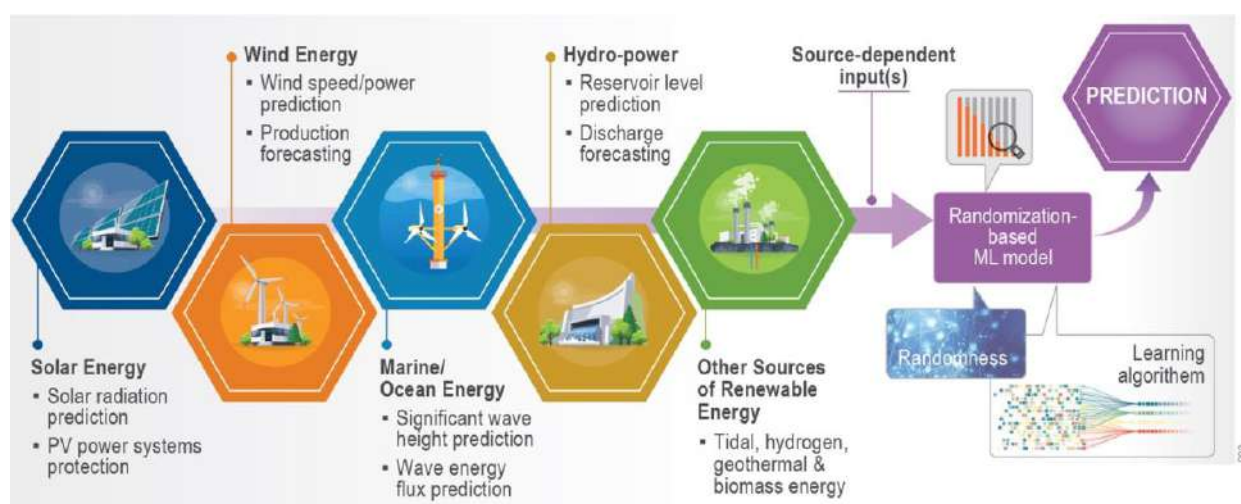 Wind Energy
▪ Wind speed/power
prediction
▪ Production
forecasting
Hydro-power
▪ Reservoir level
prediction
▪ Discharge
forecasting
Source-dependent
input(s)
PREDICTION
Randomization-
based
ML model
Randomness
Learning
algorithem
Solar Energy
▪ Solar radiation
prediction
▪ PV power systems
protection
Marine/
Ocean Energy
▪ Significant wave
height prediction
▪ Wave energy
flux prediction
Other Sources
of Renewable
Energy
▪ Tidal, hydrogen,
geothermal &
biomass energy